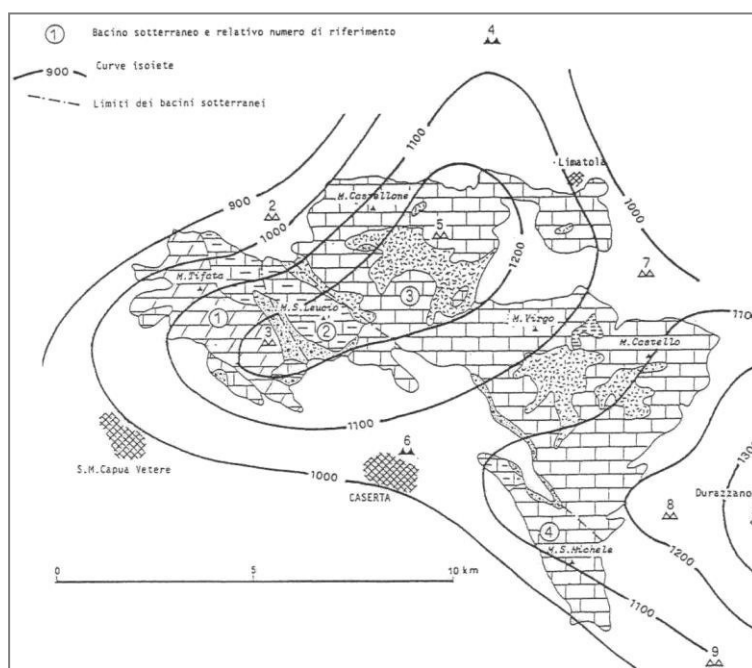 1 Bacino sotterraneo e relativo numero di riferimento
900 Curve isoiete
Limiti dei bacini sotterranei
4
1100
Limatola
900
2
1000
M.Castellone
5
1200
1000
7
M.Tifata
3
M.S.Leucio
1
2
3
M.Virgo
M.Castello
1100
1100
6
1000
S.M.Capua Vetere
CASERTA
1300
Durazzano
8
4
1200
M.S.Michele
0 5 10 km
1100
9